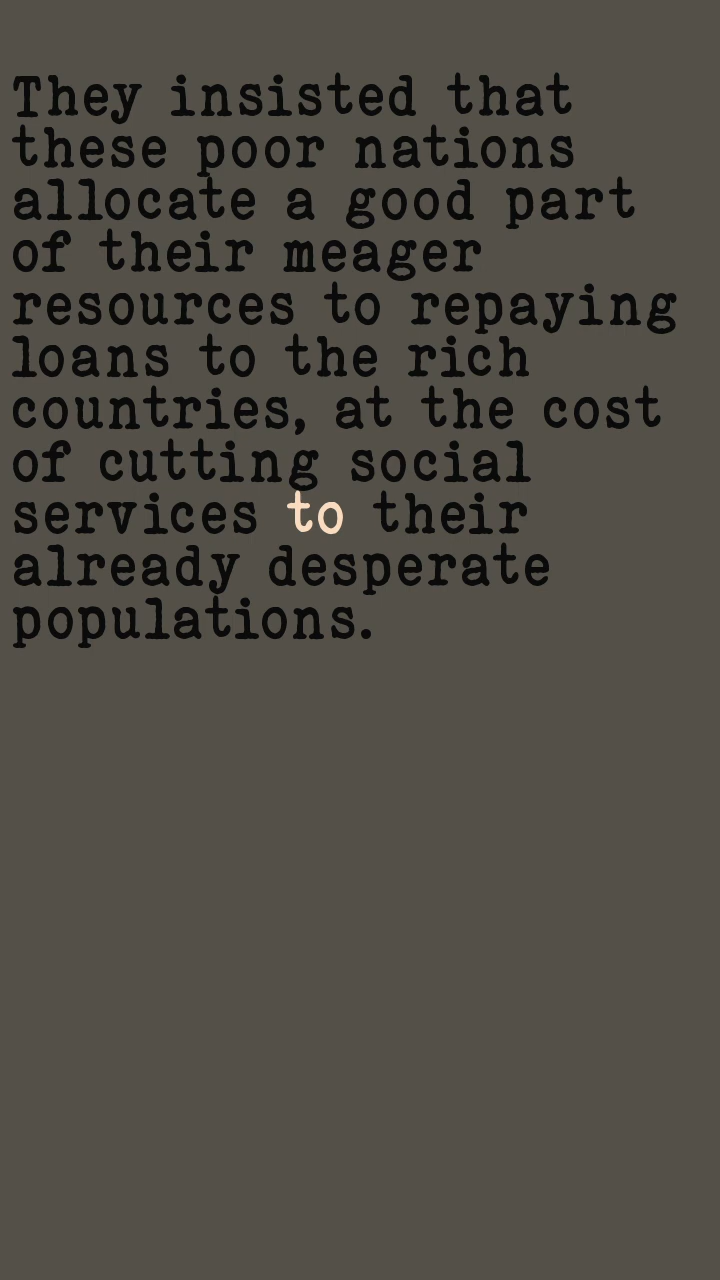 They insisted that
these poor nations
allocate a good part
of their meager
resources to repaying
loans to the rich
countries, at the cost
of cutting social
services to their
already desperate
populations.